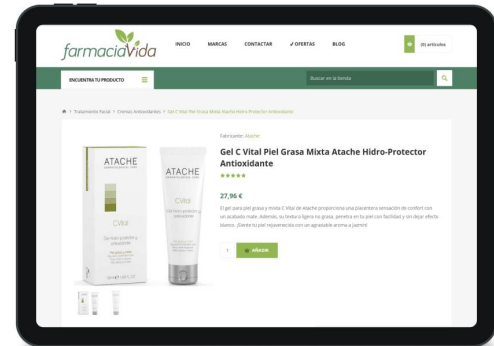 farmaciavida
INICIO MARCAS CONTACTAR ✓ OFERTAS BLOG
(0) artículos
ENCUENTRA TU PRODUCTO
Buscar en la tienda
> Tratamiento Facial > Cremas Antioxidantes > Gel C Vital Piel Grasa Mixta Atache Hidro-Protector Antioxidante
Fabricante: Atache
Gel C Vital Piel Grasa Mixta Atache Hidro-Protector
Antioxidante
27,96 €
El gel para piel grasa y mixta C Vital de Atache proporciona una placentera sensación de confort con
un acabado mate. Además, su textura ligera no grasa, penetra en tu piel con facilidad y sin dejar efecto
blanco. ¡Siente tu piel rejuvenecida con un agradable aroma a jazmín!
1 AÑADIR
ATACHE
CVital
ATACHE
CVital